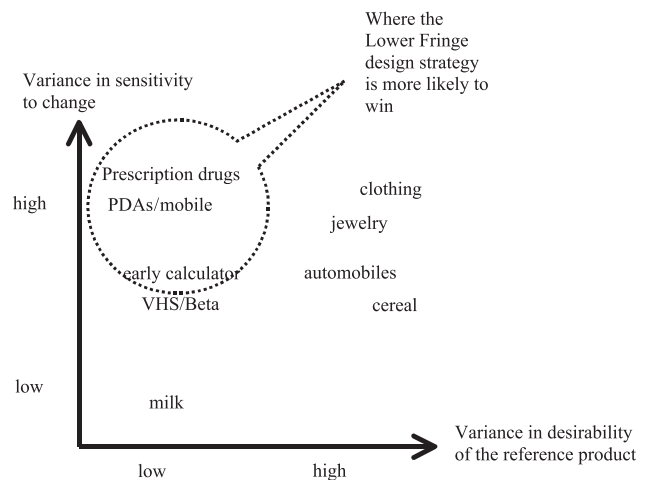 Where the
Lower Fringe
design strategy
is more likely to
win
Variance in sensitivity
to change
high
Prescription drugs
PDAs/mobile
clothing
jewelry
early calculator
automobiles
VHS/Beta
cereal
low
milk
Variance in desirability
of the reference product
low
high